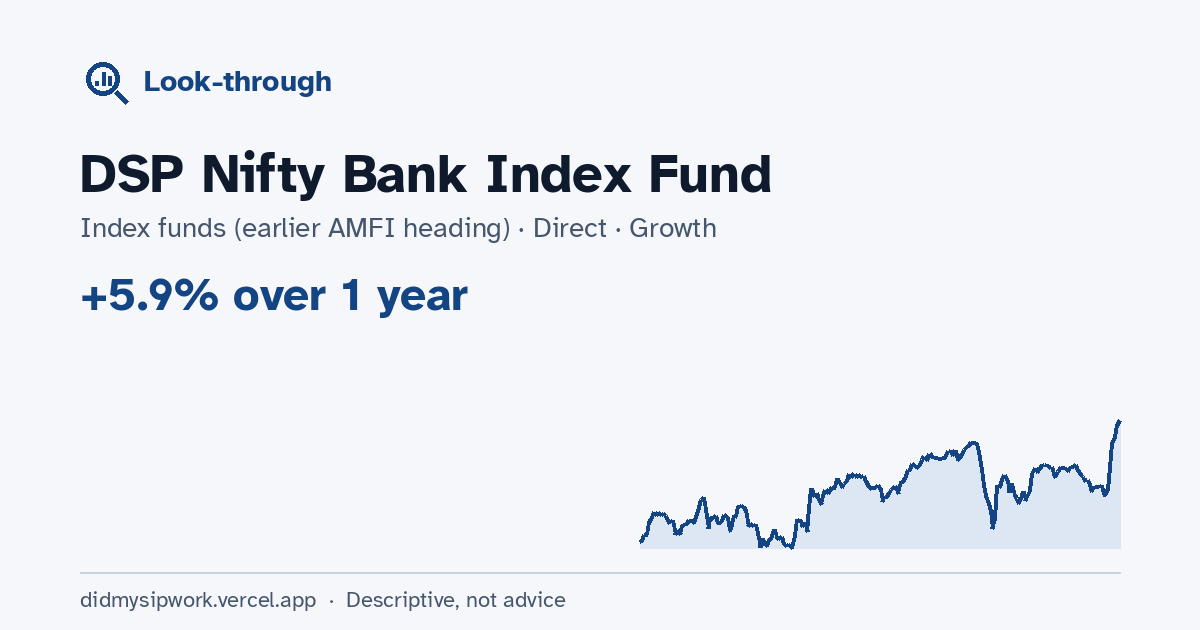 Look-through
DSP Nifty Bank Index Fund
Index funds (earlier AMFI heading) · Direct · Growth
+5.9% over 1 year
didmysipwork.vercel.app · Descriptive, not advice